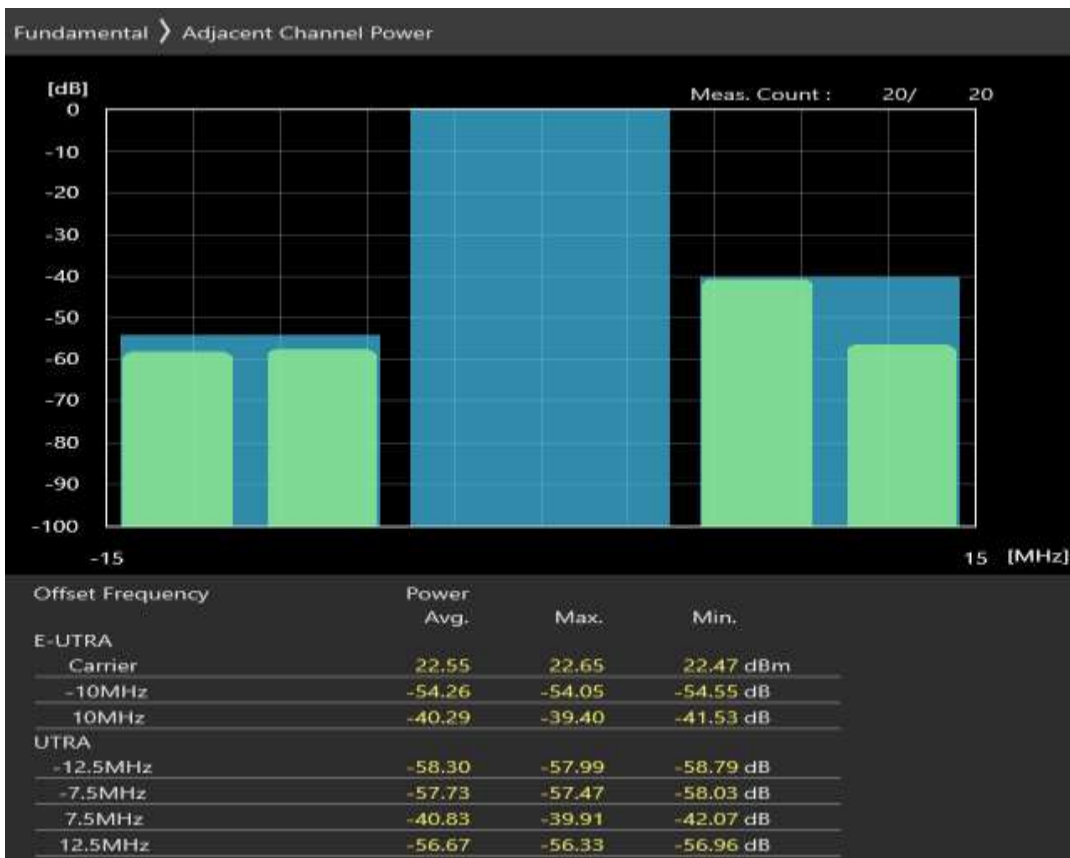 Fundamental ❯ Adjacent Channel Power
[dB]
Meas. Count : 20/ 20
0
-10
-20
-30
-40
-50
-60
-70
-80
-90
-100
-15 15 [MHz]
Offset Frequency Power
Avg. Max. Min.
E-UTRA
Carrier 22.55 22.65 22.47 dBm
-10MHz -54.26 -54.05 -54.55 dB
10MHz -40.29 -39.40 -41.53 dB
UTRA
-12.5MHz -58.30 -57.99 -58.79 dB
-7.5MHz -57.73 -57.47 -58.03 dB
7.5MHz -40.83 -39.91 -42.07 dB
12.5MHz -56.67 -56.33 -56.96 dB